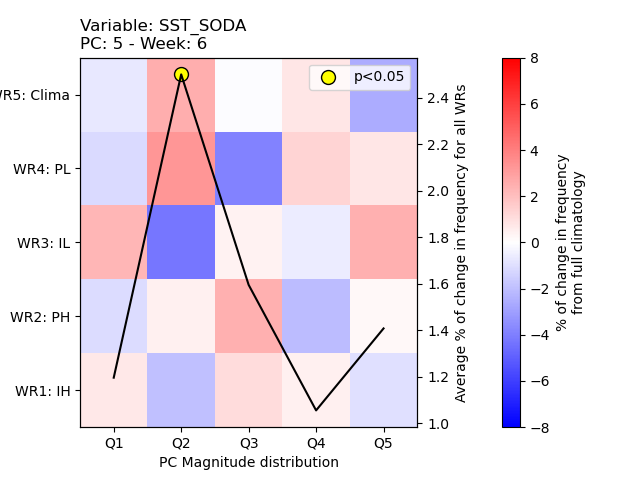 Variable: SST_SODA
PC: 5 - Week: 6
p<0.05
WR5: Clima
WR4: PL
WR3: IL
WR2: PH
WR1: IH
Q1 Q2 Q3 Q4 Q5
PC Magnitude distribution
2.4
2.2
2.0
1.8
1.6
1.4
1.2
1.0
Average % of change in frequency for all WRs
8
6
4
2
0
−2
−4
−6
−8
% of change in frequency
from full climatology